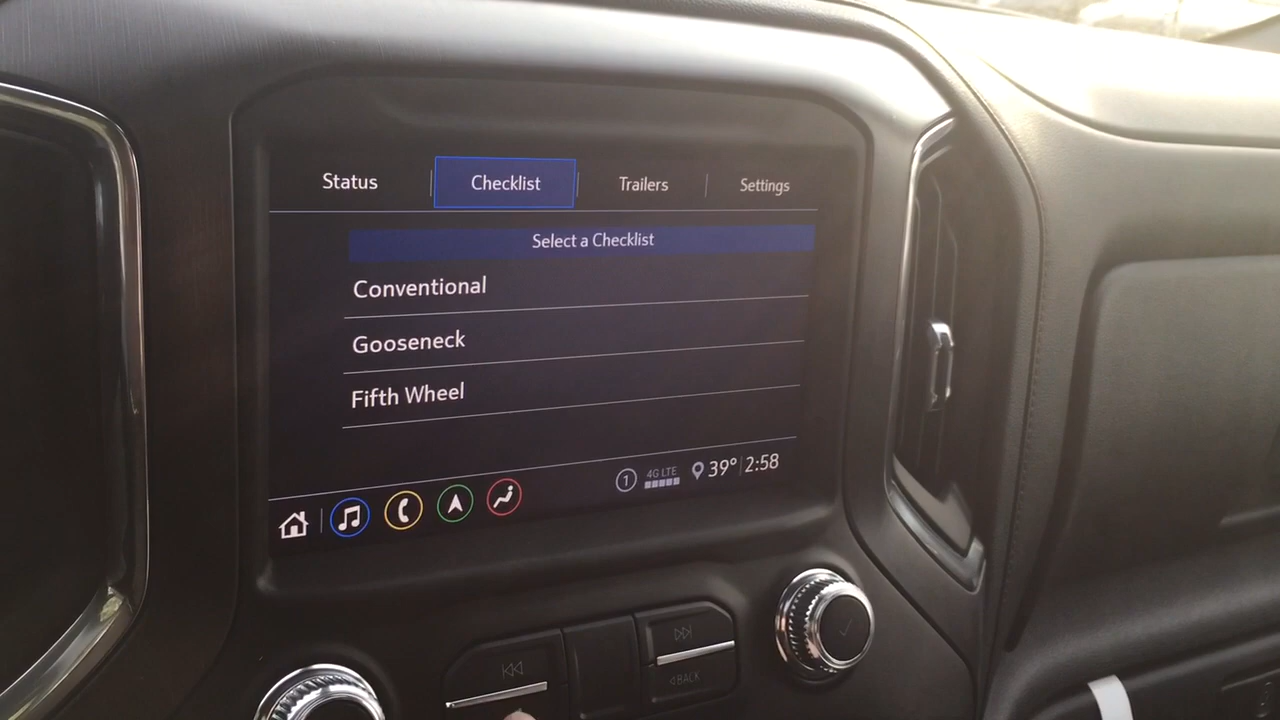 Status Checklist Trailers Settings
Select a Checklist
Conventional
Gooseneck
Fifth Wheel
1 4G LTE 39° 2:58
BACK